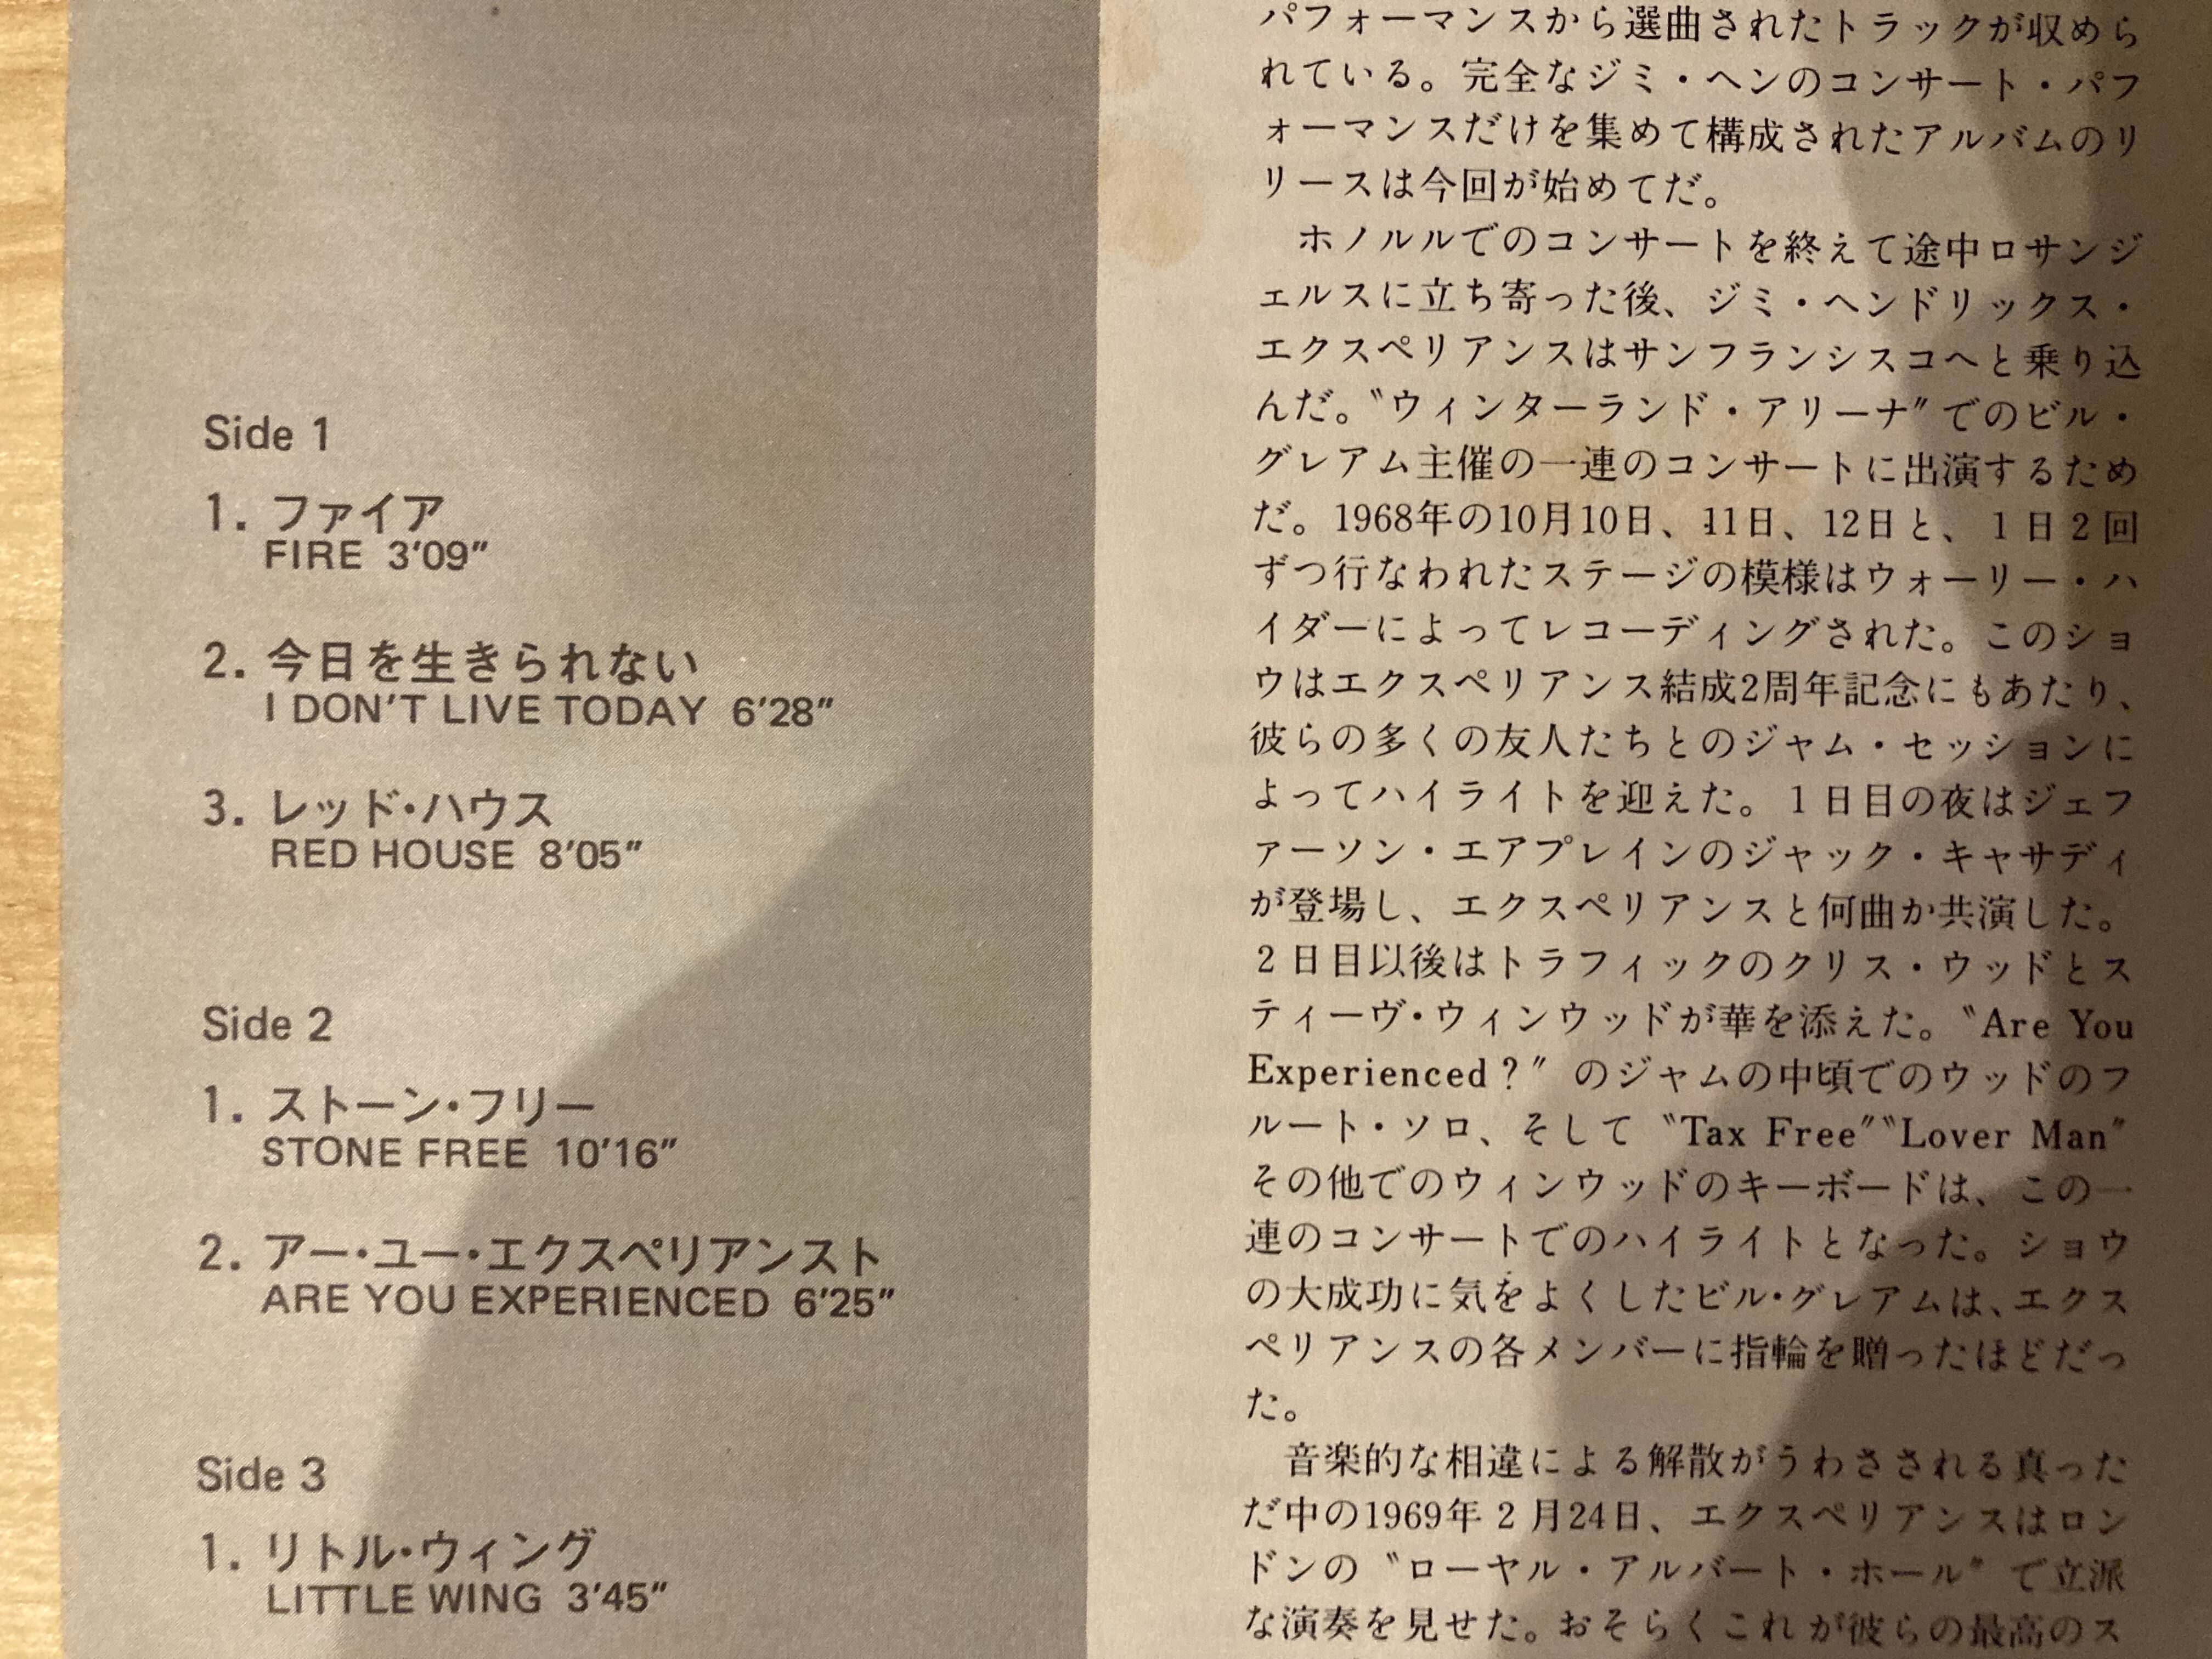 Side 1
1. ファイア
FIRE 3′09″
2. 今日を生きられない
I DON'T LIVE TODAY 6′28″
3. レッド・ハウス
RED HOUSE 8′05″
Side 2
1. ストーン・フリー
STONE FREE 10′16″
2. アー・ユー・エクスペリアンスト
ARE YOU EXPERIENCED 6′25″
Side 3
1. リトル・ウィング
LITTLE WING 3′45″
パフォーマンスから選曲されたトラックが収めら
れている。完全なジミ・ヘンのコンサート・パフ
ォーマンスだけを集めて構成されたアルバムのリ
リースは今回が始めてだ。
ホノルルでのコンサートを終えて途中ロサンジ
ェルスに立ち寄った後、ジミ・ヘンドリックス・
エクスペリアンスはサンフランシスコへと乗り込
んだ。〝ウィンターランド・アリーナ″でのビル・
グレアム主催の一連のコンサートに出演するため
だ。1968年の10月10日、11日、12日と、1日2回
ずつ行なわれたステージの模様はウォーリー・ハ
イダーによってレコーディングされた。このショ
ウはエクスペリアンス結成2周年記念にもあたり、
彼らの多くの友人たちとのジャム・セッションに
よってハイライトを迎えた。1日目の夜はジェフ
ァーソン・エアプレインのジャック・キャサディ
が登場し、エクスペリアンスと何曲か共演した。
2日目以後はトラフィックのクリス・ウッドとス
ティーヴ・ウィンウッドが華を添えた。〝Are You
Experienced?″のジャムの中頃でのウッドのフ
ルート・ソロ、そして〝Tax Free″〝Lover Man″
その他でのウィンウッドのキーボードは、この一
連のコンサートでのハイライトとなった。ショウ
の大成功に気をよくしたビル・グレアムは、エクス
ペリアンスの各メンバーに指輪を贈ったほどだっ
た。
音楽的な相違による解散がうわさされる真った
だ中の1969年2月24日、エクスペリアンスはロン
ドンの〝ローヤル・アルバート・ホール″で立派
な演奏を見せた。おそらくこれが彼らの最高のス